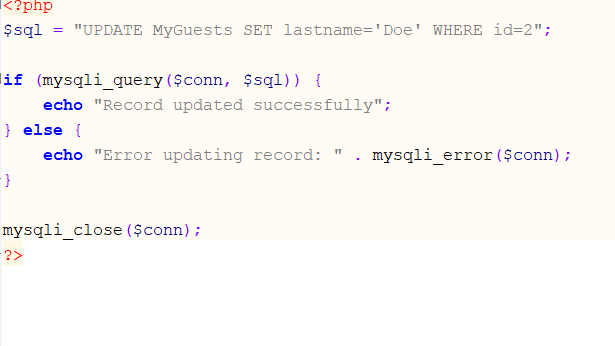 <?php
$sql = "UPDATE MyGuests SET lastname='Doe' WHERE id=2";
if (mysqli_query($conn, $sql)) {
echo "Record updated successfully";
} else {
echo "Error updating record: " . mysqli_error($conn);
}
mysqli_close($conn);
?>